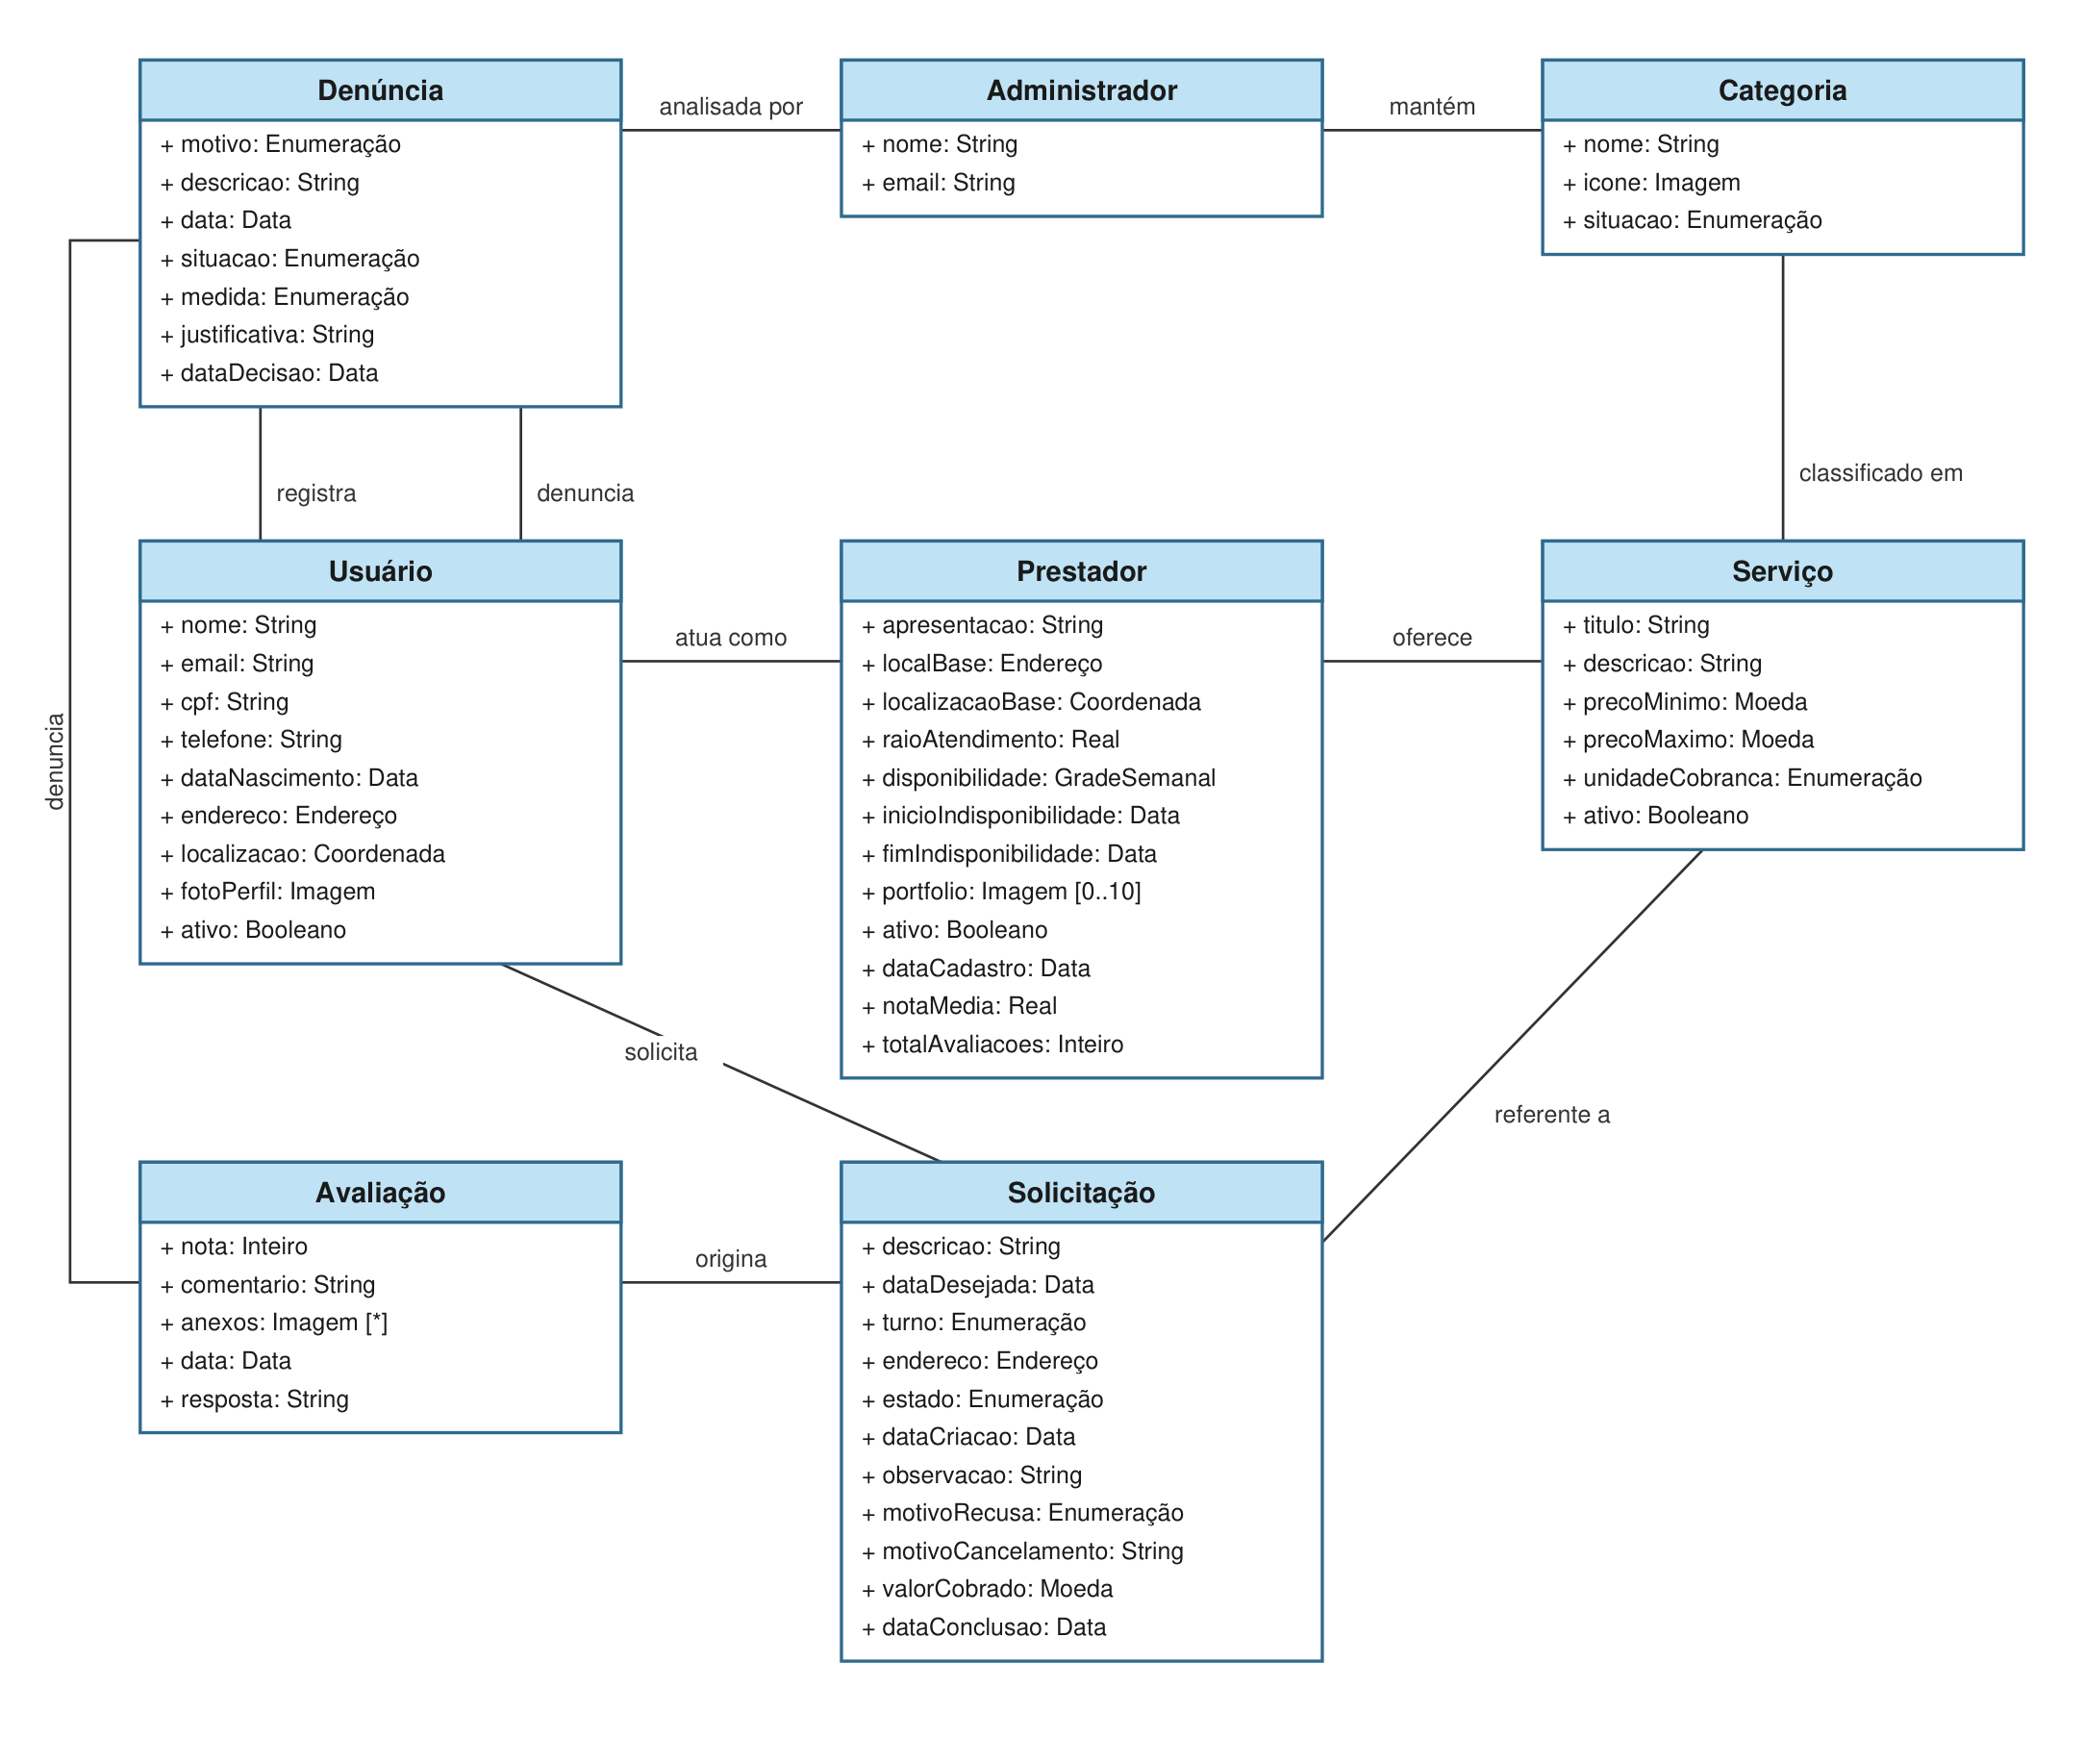 Denúncia
+ motivo: Enumeração
+ descricao: String
+ data: Data
+ situacao: Enumeração
+ medida: Enumeração
+ justificativa: String
+ dataDecisao: Data
analisada por
Administrador
+ nome: String
+ email: String
mantém
Categoria
+ nome: String
+ icone: Imagem
+ situacao: Enumeração
registra
denuncia
classificado em
denuncia
Usuário
+ nome: String
+ email: String
+ cpf: String
+ telefone: String
+ dataNascimento: Data
+ endereco: Endereço
+ localizacao: Coordenada
+ fotoPerfil: Imagem
+ ativo: Booleano
atua como
Prestador
+ apresentacao: String
+ localBase: Endereço
+ localizacaoBase: Coordenada
+ raioAtendimento: Real
+ disponibilidade: GradeSemanal
+ inicioIndisponibilidade: Data
+ fimIndisponibilidade: Data
+ portfolio: Imagem [0..10]
+ ativo: Booleano
+ dataCadastro: Data
+ notaMedia: Real
+ totalAvaliacoes: Inteiro
oferece
Serviço
+ titulo: String
+ descricao: String
+ precoMinimo: Moeda
+ precoMaximo: Moeda
+ unidadeCobranca: Enumeração
+ ativo: Booleano
solicita
referente a
Avaliação
+ nota: Inteiro
+ comentario: String
+ anexos: Imagem [*]
+ data: Data
+ resposta: String
origina
Solicitação
+ descricao: String
+ dataDesejada: Data
+ turno: Enumeração
+ endereco: Endereço
+ estado: Enumeração
+ dataCriacao: Data
+ observacao: String
+ motivoRecusa: Enumeração
+ motivoCancelamento: String
+ valorCobrado: Moeda
+ dataConclusao: Data